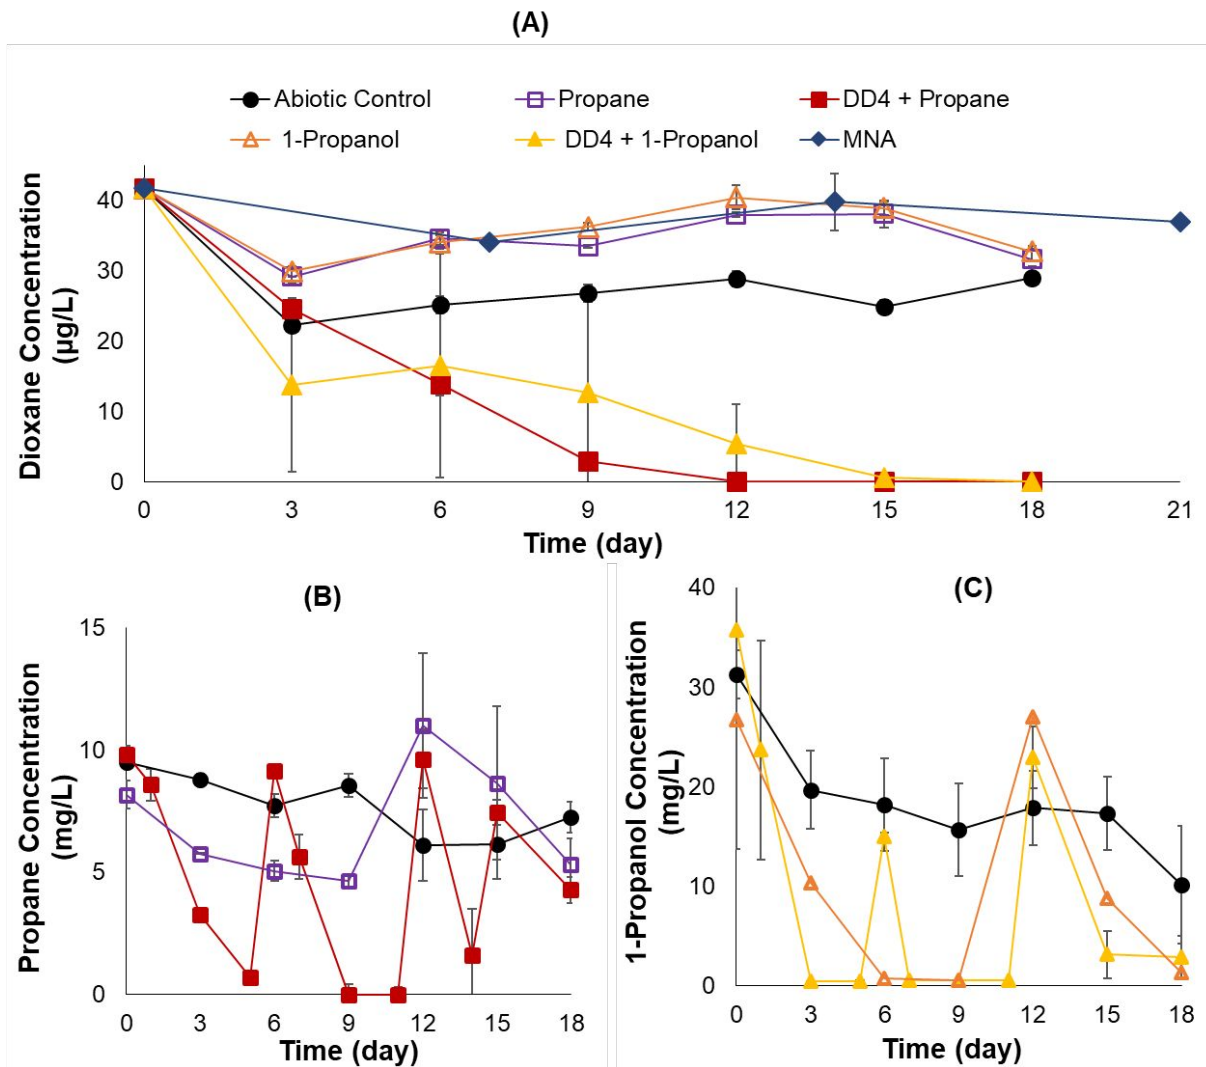 (A)
Abiotic Control Propane DD4 + Propane
1-Propanol DD4 + 1-Propanol MNA
Dioxane Concentration
(µg/L)
40
30
20
10
0
0 3 6 9 12 15 18 21
Time (day)
(B)
Propane Concentration
(mg/L)
15
10
5
0
0 3 6 9 12 15 18
Time (day)
(C)
1-Propanol Concentration
(mg/L)
40
30
20
10
0
0 3 6 9 12 15 18
Time (day)